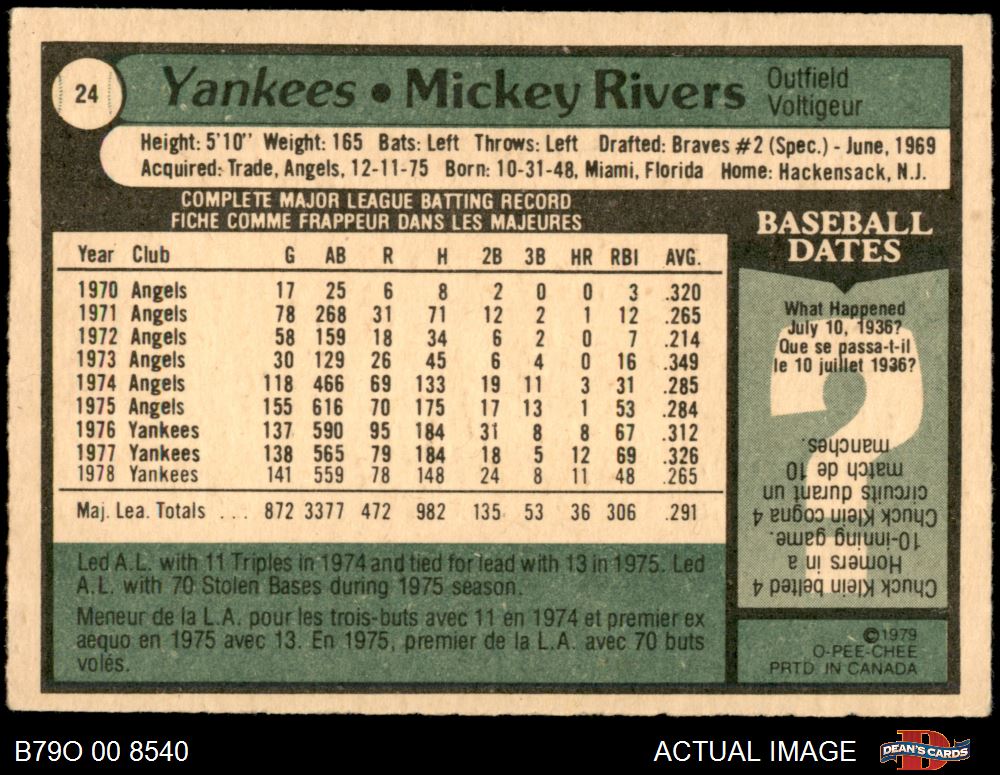 24
Yankees • Mickey Rivers
Outfield
Voltigeur
Height: 5'10'' Weight: 165 Bats: Left Throws: Left Drafted: Braves #2 (Spec.) - June, 1969
Acquired: Trade, Angels, 12-11-75 Born: 10-31-48, Miami, Florida Home: Hackensack, N.J.
COMPLETE MAJOR LEAGUE BATTING RECORD
FICHE COMME FRAPPEUR DANS LES MAJEURES
Year Club G AB R H 2B 3B HR RBI AVG.
1970 Angels 17 25 6 8 2 0 0 3 .320
1971 Angels 78 268 31 71 12 2 1 12 .265
1972 Angels 58 159 18 34 6 2 0 7 .214
1973 Angels 30 129 26 45 6 4 0 16 .349
1974 Angels 118 466 69 133 19 11 3 31 .285
1975 Angels 155 616 70 175 17 13 1 53 .284
1976 Yankees 137 590 95 184 31 8 8 67 .312
1977 Yankees 138 565 79 184 18 5 12 69 .326
1978 Yankees 141 559 78 148 24 8 11 48 .265
Maj. Lea. Totals ... 872 3377 472 982 135 53 36 306 .291
Led A.L. with 11 Triples in 1974 and tied for lead with 13 in 1975. Led
A.L. with 70 Stolen Bases during 1975 season.
Meneur de la L.A. pour les trois-buts avec 11 en 1974 et premier ex
aequo en 1975 avec 13. En 1975, premier de la L.A. avec 70 buts
volés.
BASEBALL
DATES
What Happened
July 10, 1936?
Que se passa-t-il
le 10 juillet 1936?
Chuck Klein belted 4
Homers in a
10-inning game.
Chuck Klein cogna 4
circuits durant un
match de 10
manches.
©1979
O-PEE-CHEE
PRTD. IN CANADA
B79O 00 8540
ACTUAL IMAGE
D
DEAN'S CARDS